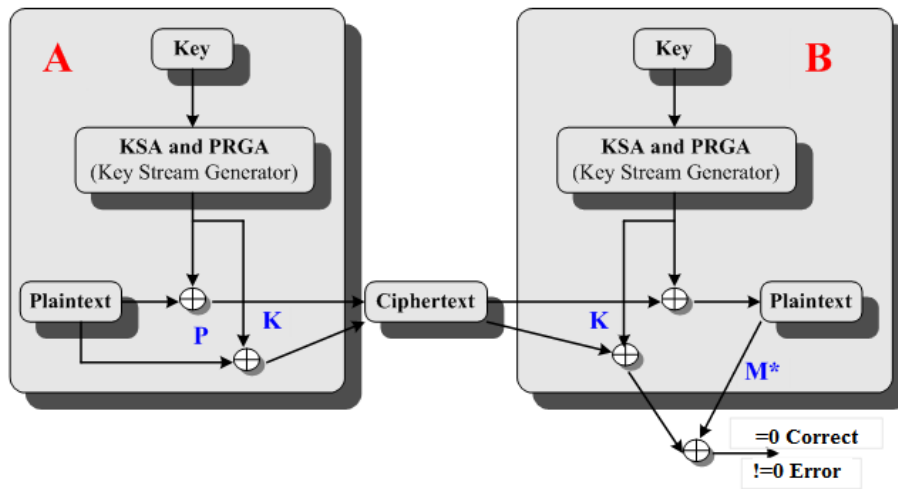 A
Key
KSA and PRGA
(Key Stream Generator)
Plaintext
P
K
Ciphertext
B
Key
KSA and PRGA
(Key Stream Generator)
K
Plaintext
M*
=0 Correct
!=0 Error